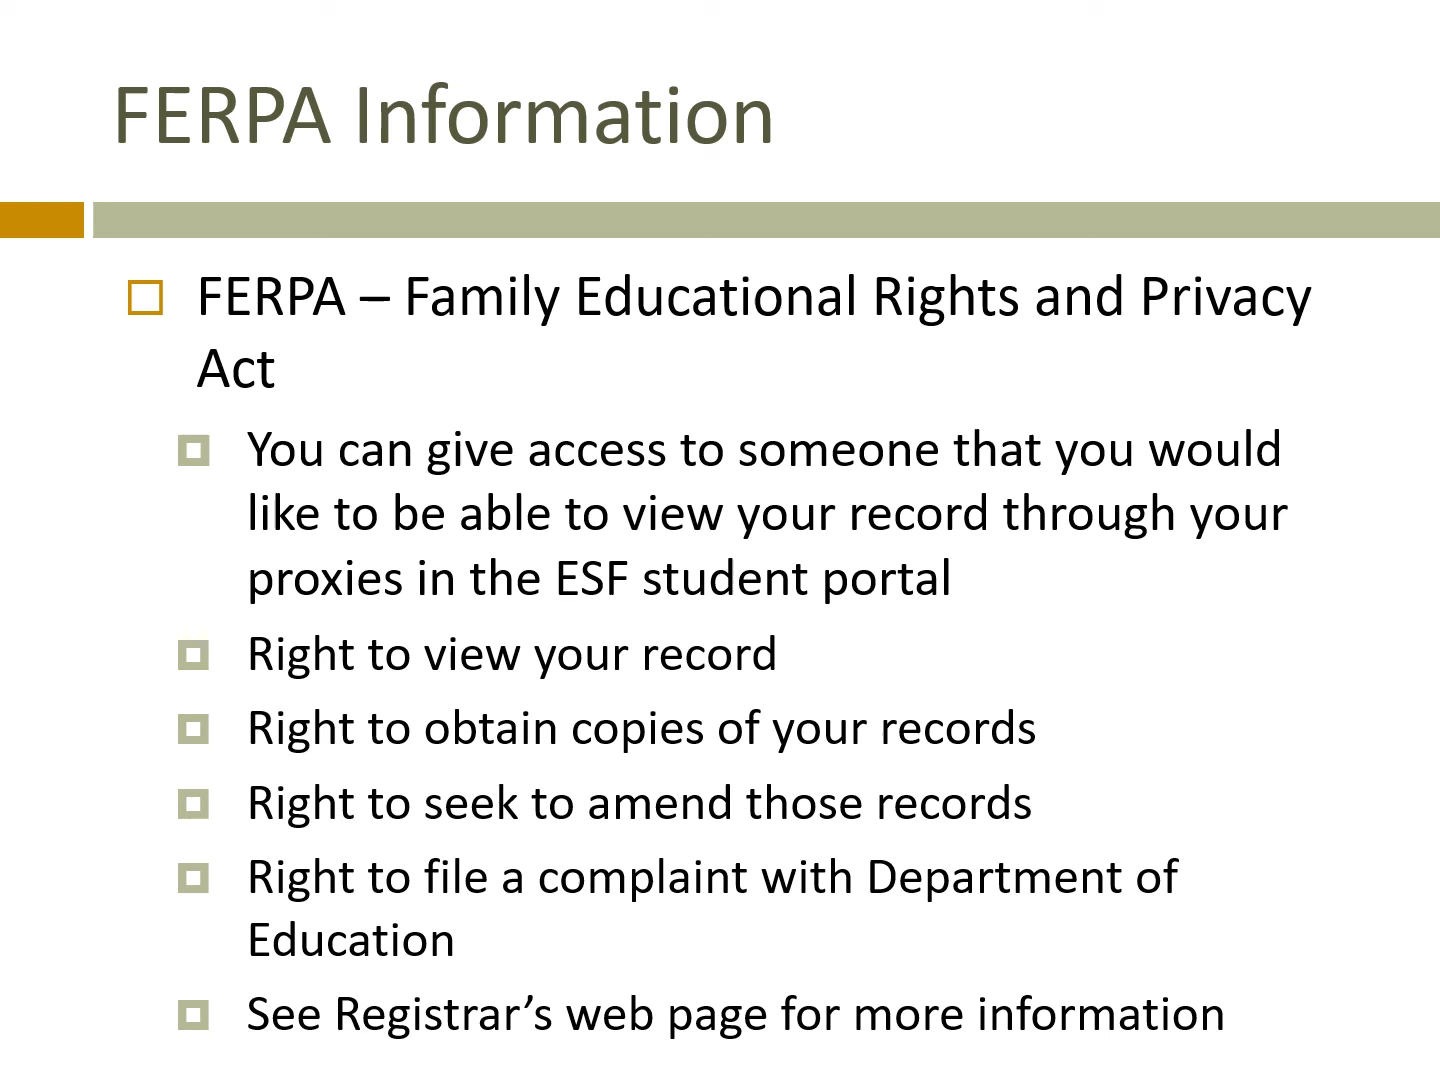 FERPA Information
FERPA – Family Educational Rights and Privacy
Act
You can give access to someone that you would
like to be able to view your record through your
proxies in the ESF student portal
Right to view your record
Right to obtain copies of your records
Right to seek to amend those records
Right to file a complaint with Department of
Education
See Registrar’s web page for more information